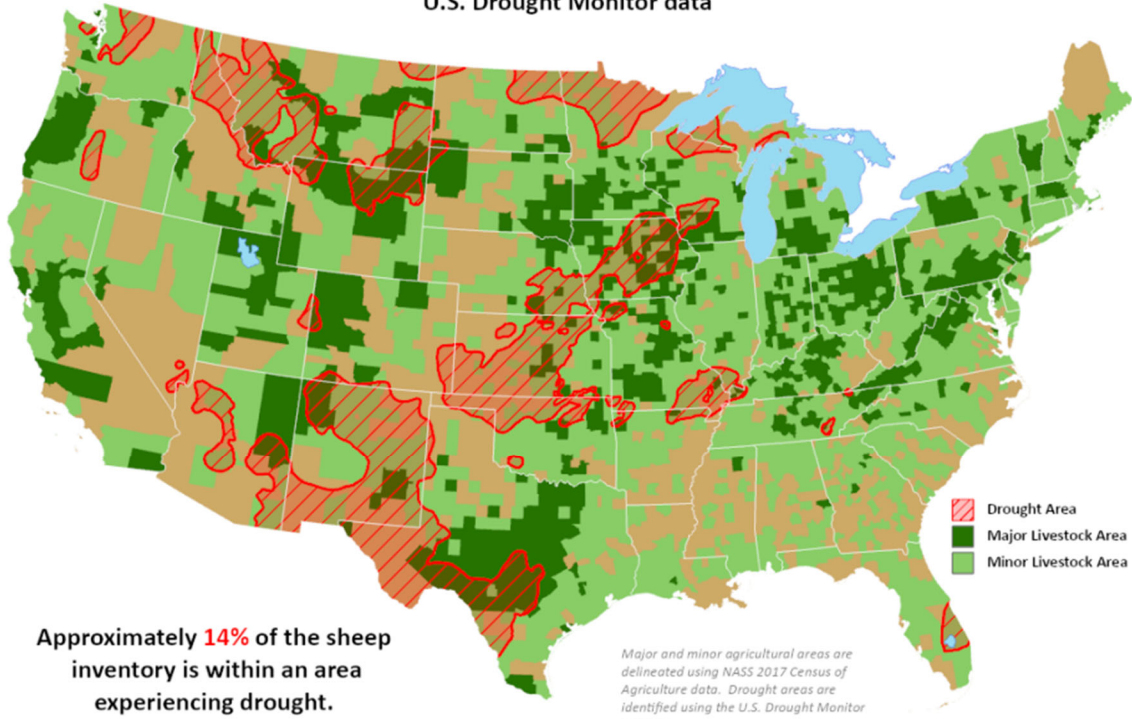 U.S. Drought Monitor data
Drought Area
Major Livestock Area
Minor Livestock Area
Approximately 14% of the sheep
inventory is within an area
experiencing drought.
Major and minor agricultural areas are
delineated using NASS 2017 Census of
Agriculture data. Drought areas are
identified using the U.S. Drought Monitor